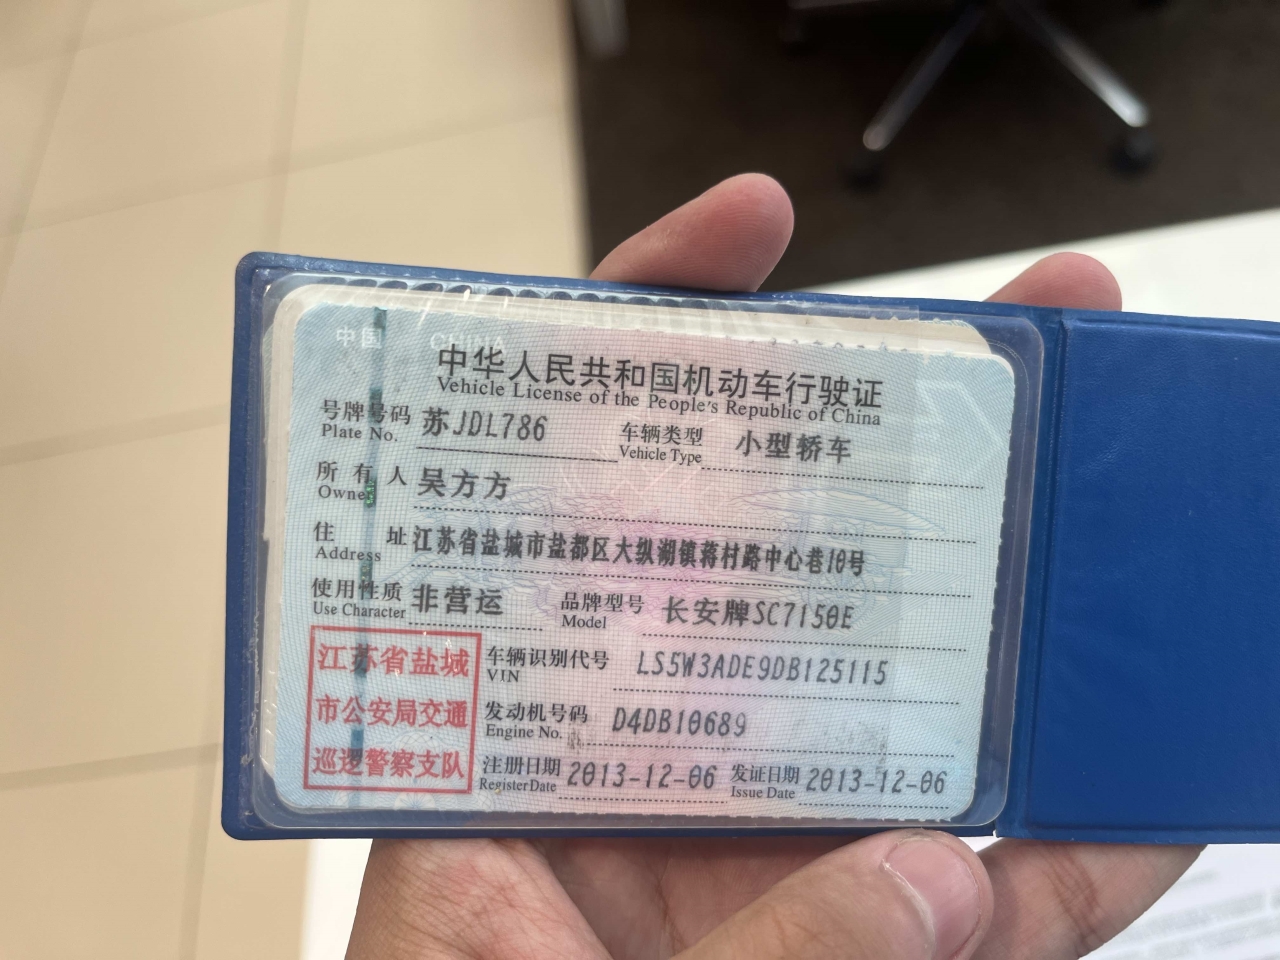 中国 CHINA
中华人民共和国机动车行驶证
Vehicle License of the People's Republic of China
号牌号码 苏JDL786 车辆类型 小型轿车
Plate No. Vehicle Type
所有人 吴方方
Owner
住址 江苏省盐城市盐都区大纵湖镇蒋村路中心巷10号
Address
使用性质 非营运 品牌型号 长安牌SC7150E
Use Character Model
江苏省盐城
市公安局交通
巡逻警察支队
车辆识别代号 LS5W3ADE9DB125115
VIN
发动机号码 D4DB10689
Engine No.
注册日期 2013-12-06 发证日期 2013-12-06
Register Date Issue Date